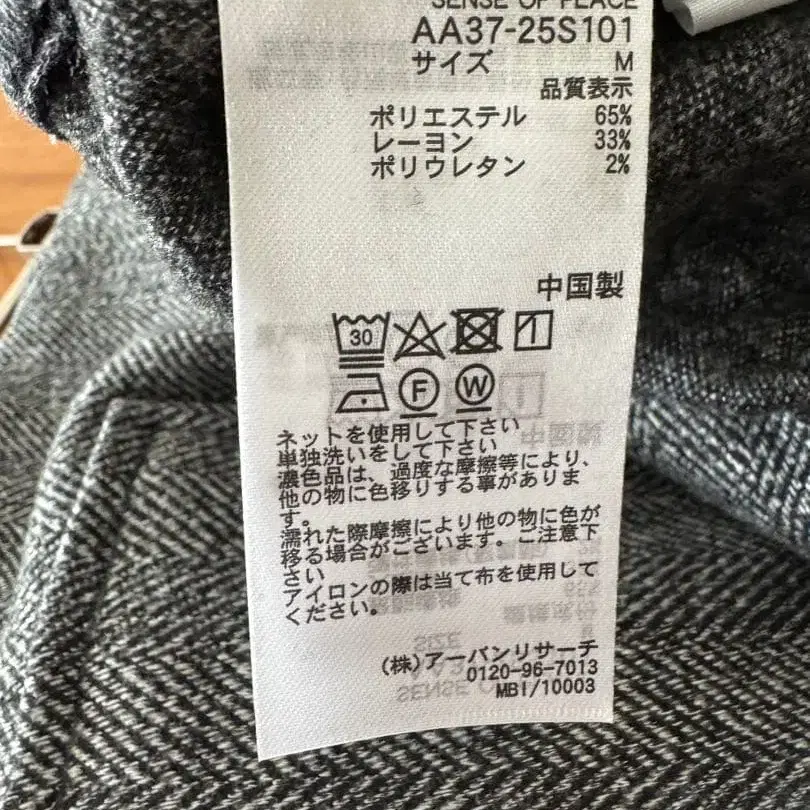 SENSE OF PEACE
AA37-25S101
サイズ M
品質表示
ポリエステル 65%
レーヨン 33%
ポリウレタン 2%
中国製
30
F W
ネットを使用して下さい
単独洗いをして下さい
濃色品は、過度な摩擦等により、
他の物に色移りする事がありま
す。
濡れた際摩擦により他の物に色が
移る場合がございます。ご注意下
さい
アイロンの際は当て布を使用して
ください。
(株)アーバンリサーチ
0120-96-7013
MBI/10003